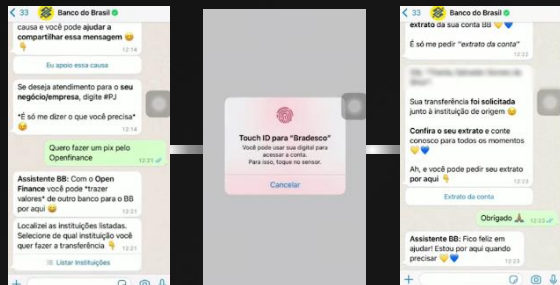 33
Banco do Brasil
causa e você pode ajudar a
compartilhar essa mensagem
12:14
Eu apoio essa causa
Se deseja atendimento para o seu
negócio/empresa, digite #PJ
*É só me dizer o que você precisa*
12:14
Quero fazer um pix pelo
Openfinance
12:21
Assistente BB: Com o Open
Finance você pode *trazer
valores* de outro banco para o BB
por aqui
12:21
Localizei as instituições listadas.
Selecione de qual instituição você
quer fazer a transferência
12:21
Listar Instituições
Touch ID para “Bradesco”
Você pode usar sua digital para
acessar a conta.
Para isso, toque no sensor.
Cancelar
33
Banco do Brasil
extrato da sua conta BB
É só me pedir "extrato da conta"
Sua transferência foi solicitada
junto à instituição de origem
Confira o seu extrato e conte
conosco para todos os momentos
Ah, e você pode pedir seu extrato
por aqui
12:23
Extrato da conta
Obrigado
12:23
Assistente BB: Fico feliz em
ajudar! Estou por aqui quando
precisar
12:23